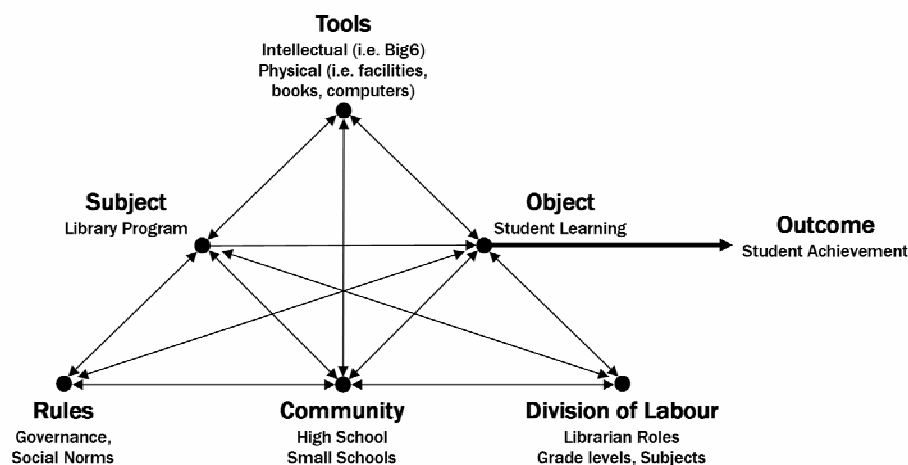 Tools
Intellectual (i.e. Big6)
Physical (i.e. facilities,
books, computers)
Subject
Library Program
Object
Student Learning
Outcome
Student Achievement
Rules
Governance,
Social Norms
Community
High School
Small Schools
Division of Labour
Librarian Roles
Grade levels, Subjects